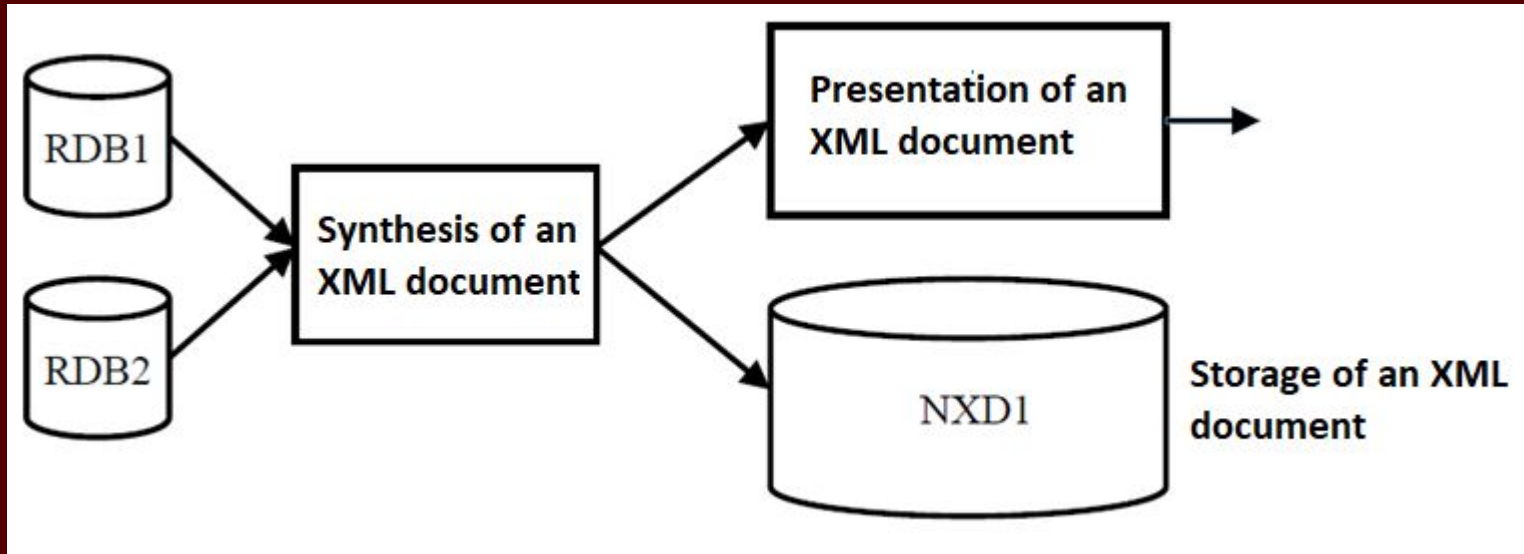 RDB1
RDB2
Synthesis of an
XML document
Presentation of an
XML document
NXD1
Storage of an XML
document